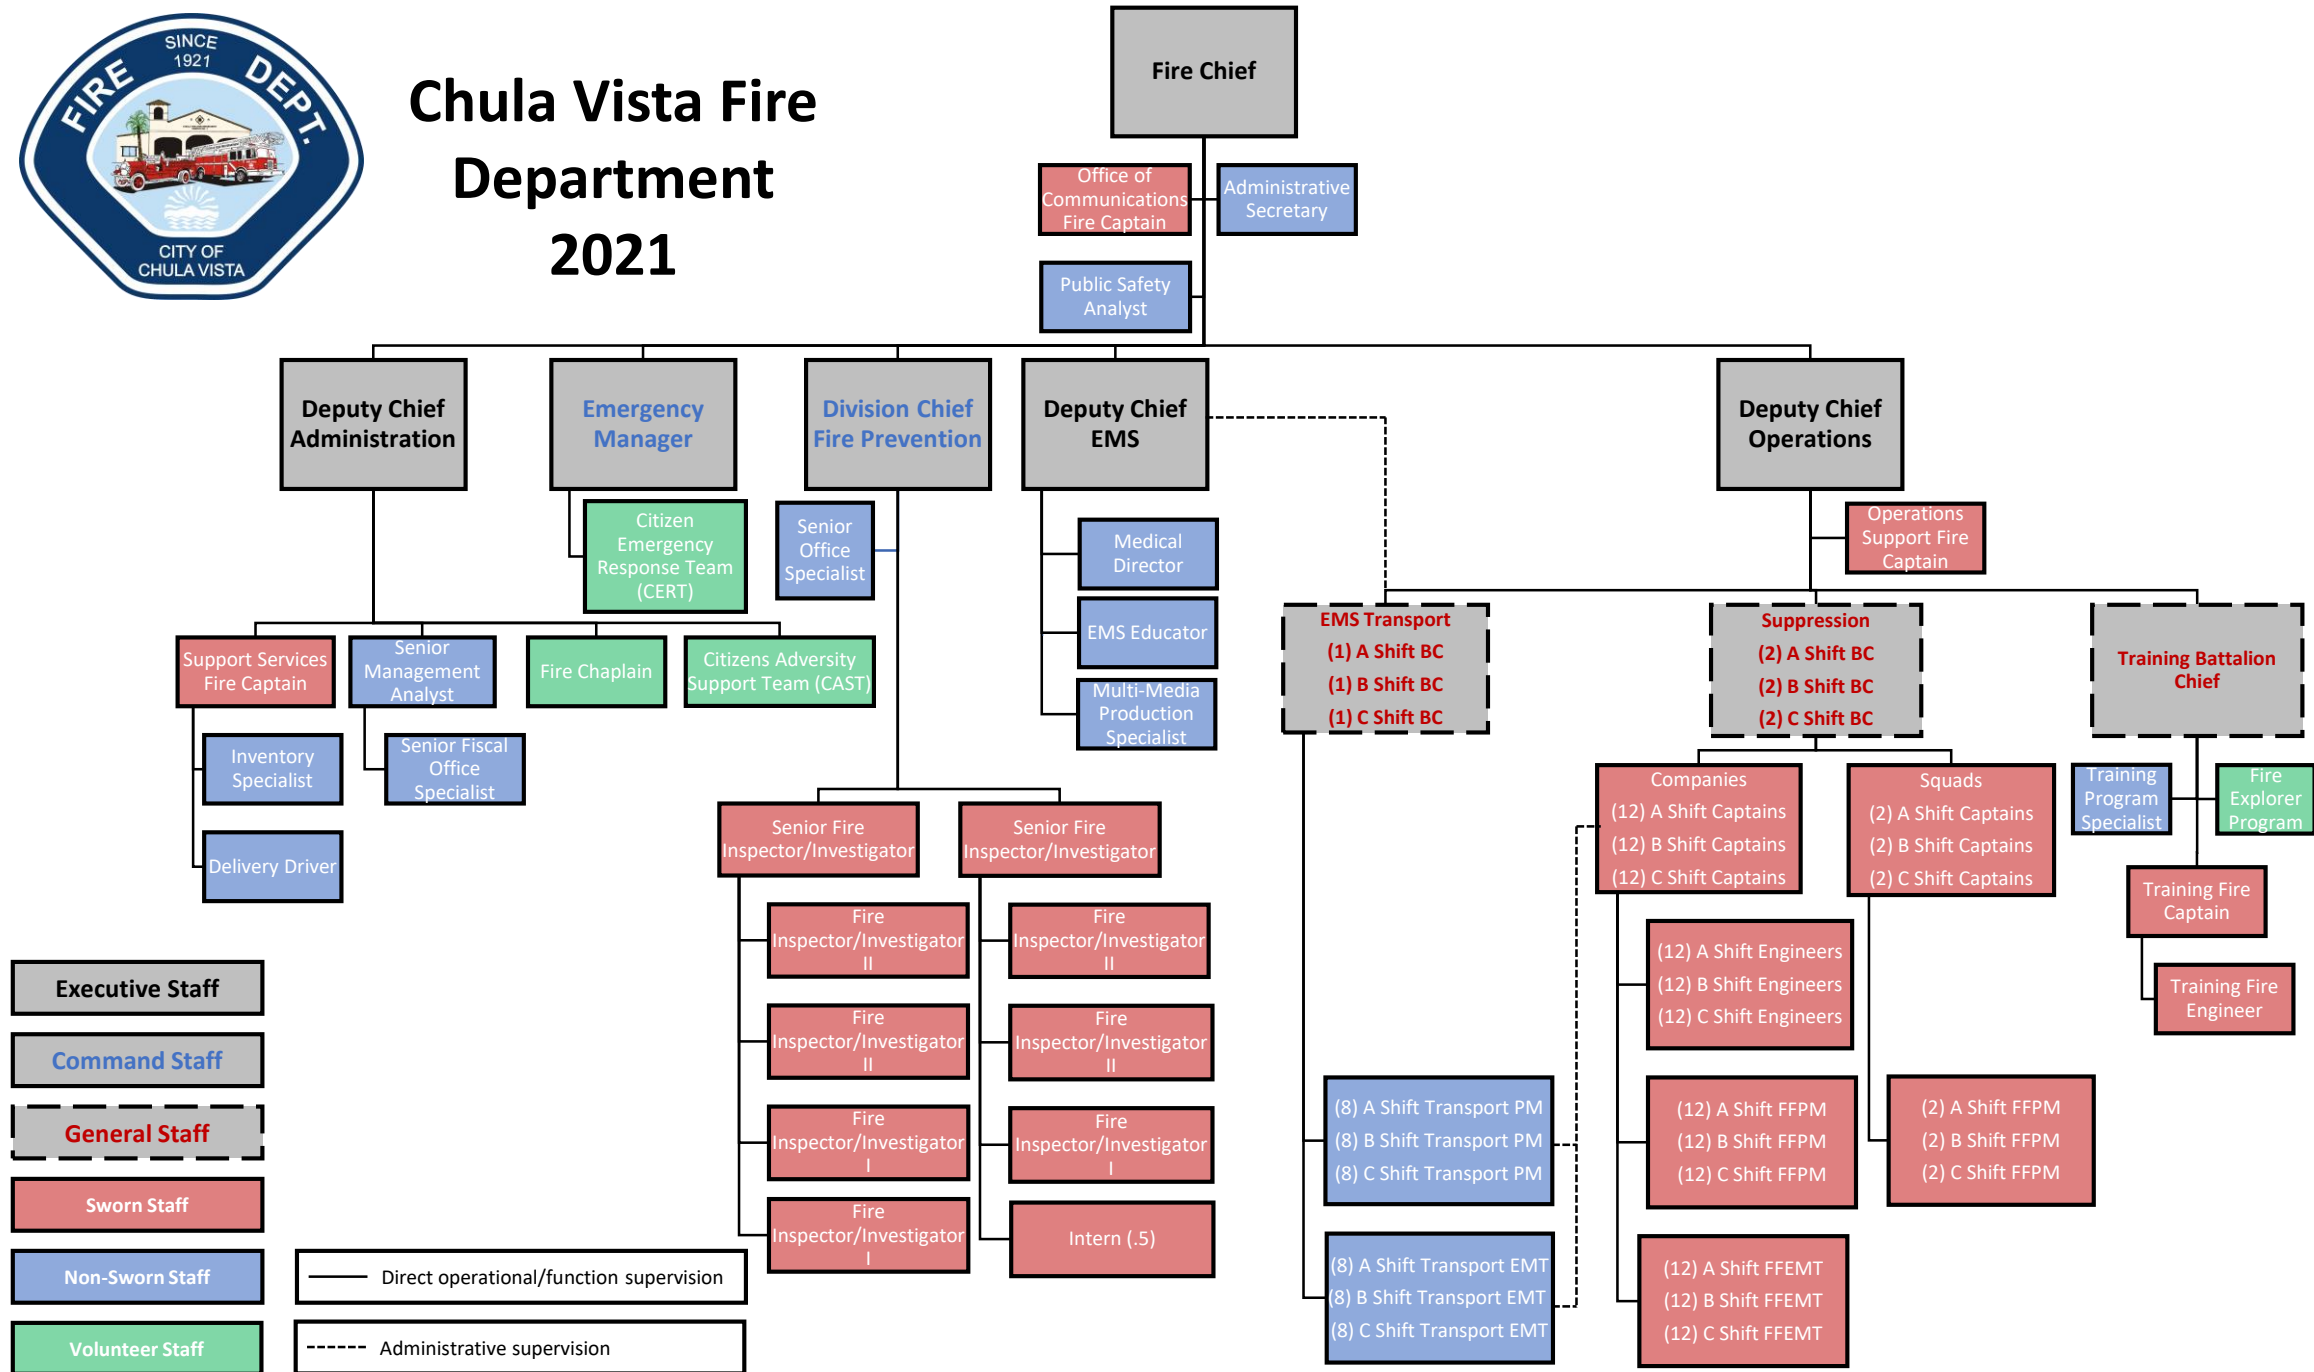 SINCE
1921
FIRE DEPT.
CITY OF
CHULA VISTA
Chula Vista Fire
Department
2021
Fire Chief
Office of
Communications
Fire Captain
Administrative
Secretary
Public Safety
Analyst
Deputy Chief
Administration
Emergency
Manager
Division Chief
Fire Prevention
Deputy Chief
EMS
Deputy Chief
Operations
Citizen
Emergency
Response Team
(CERT)
Senior
Office
Specialist
Medical
Director
EMS Educator
Multi-Media
Production
Specialist
Operations
Support Fire
Captain
Support Services
Fire Captain
Senior
Management
Analyst
Fire Chaplain
Citizens Adversity
Support Team (CAST)
Inventory
Specialist
Senior Fiscal
Office
Specialist
Delivery Driver
EMS Transport
(1) A Shift BC
(1) B Shift BC
(1) C Shift BC
Suppression
(2) A Shift BC
(2) B Shift BC
(2) C Shift BC
Training Battalion
Chief
Senior Fire
Inspector/Investigator
Senior Fire
Inspector/Investigator
Fire
Inspector/Investigator
II
Fire
Inspector/Investigator
II
Fire
Inspector/Investigator
II
Fire
Inspector/Investigator
II
Fire
Inspector/Investigator
I
Fire
Inspector/Investigator
I
Fire
Inspector/Investigator
I
Intern (.5)
Companies
(12) A Shift Captains
(12) B Shift Captains
(12) C Shift Captains
Squads
(2) A Shift Captains
(2) B Shift Captains
(2) C Shift Captains
Training
Program
Specialist
Fire
Explorer
Program
Training Fire
Captain
Training Fire
Engineer
(12) A Shift Engineers
(12) B Shift Engineers
(12) C Shift Engineers
(8) A Shift Transport PM
(8) B Shift Transport PM
(8) C Shift Transport PM
(12) A Shift FFPM
(12) B Shift FFPM
(12) C Shift FFPM
(2) A Shift FFPM
(2) B Shift FFPM
(2) C Shift FFPM
(8) A Shift Transport EMT
(8) B Shift Transport EMT
(8) C Shift Transport EMT
(12) A Shift FFEMT
(12) B Shift FFEMT
(12) C Shift FFEMT
Executive Staff
Command Staff
General Staff
Sworn Staff
Non-Sworn Staff
Volunteer Staff
Direct operational/function supervision
Administrative supervision